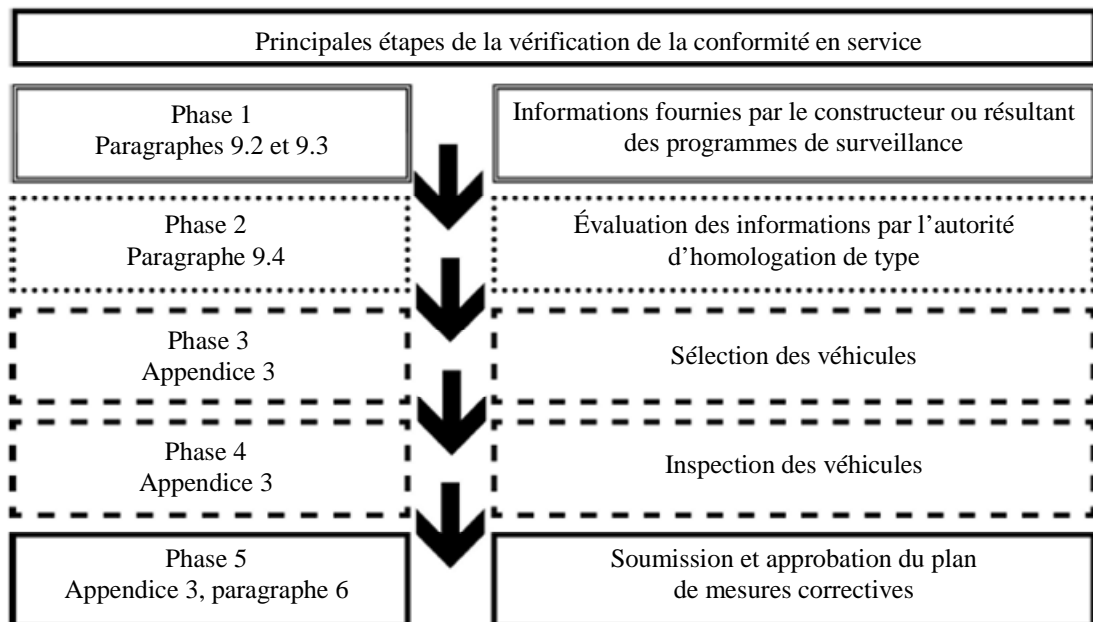 Principales étapes de la vérification de la conformité en service
Phase 1
Paragraphes 9.2 et 9.3
Informations fournies par le constructeur ou résultant
des programmes de surveillance
Phase 2
Paragraphe 9.4
Évaluation des informations par l’autorité
d’homologation de type
Phase 3
Appendice 3
Sélection des véhicules
Phase 4
Appendice 3
Inspection des véhicules
Phase 5
Appendice 3, paragraphe 6
Soumission et approbation du plan
de mesures correctives